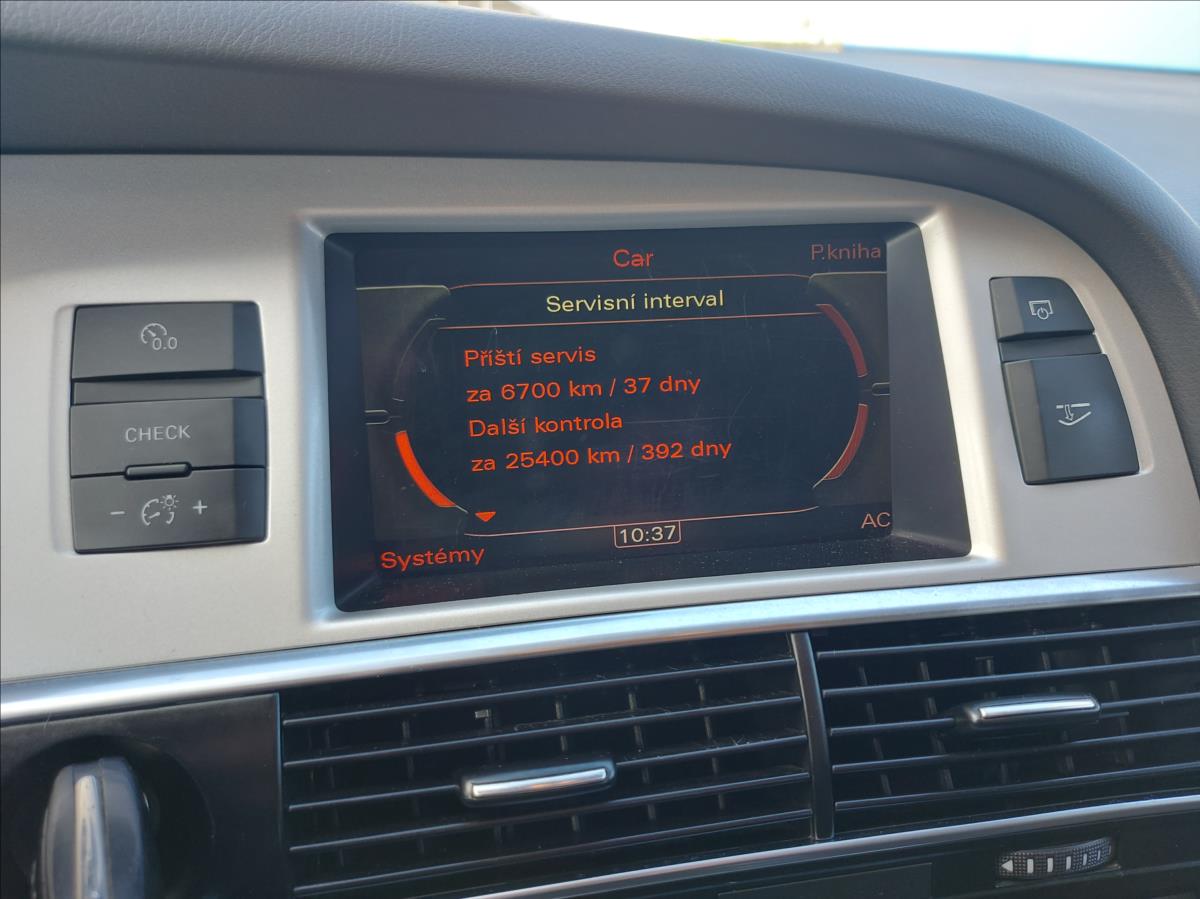 Car
P.kniha
Servisní interval
Příští servis
za 6700 km / 37 dny
Další kontrola
za 25400 km / 392 dny
10:37
AC
Systémy
0.0
CHECK
- +